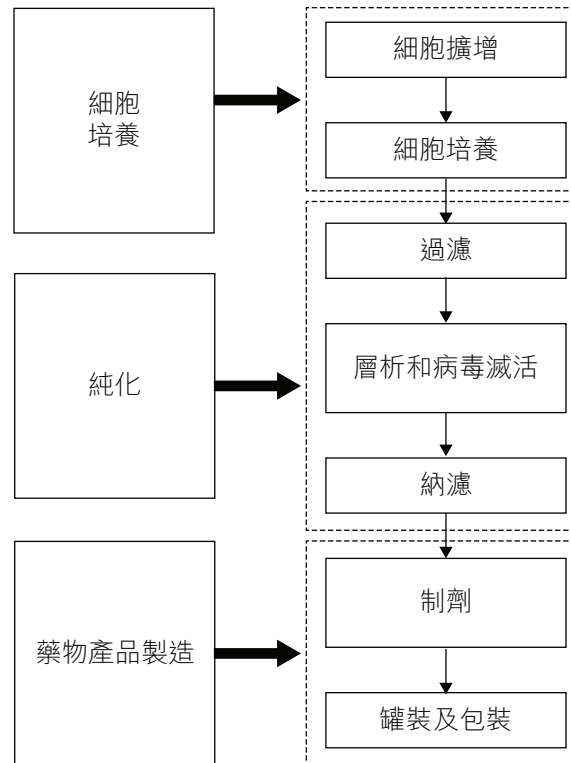 細胞
培養
細胞擴增
細胞培養
純化
過濾
層析和病毒滅活
納濾
藥物產品製造
制劑
罐裝及包裝